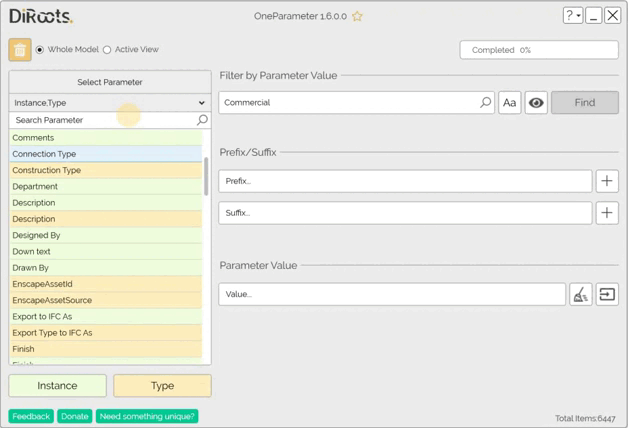 DiRoots.
OneParameter 1.6.0.0
?
Whole Model
Active View
Completed 0%
Select Parameter
Instance,Type
Search Parameter
Comments
Connection Type
Construction Type
Department
Description
Description
Designed By
Down text
Drawn By
EnscapeAssetId
EnscapeAssetSource
Export to IFC As
Export Type to IFC As
Finish
Finish
Instance
Type
Feedback
Donate
Need something unique?
Filter by Parameter Value
Commercial
Aa
Find
Prefix/Suffix
Prefix...
Suffix...
Parameter Value
Value...
Total Items:6447